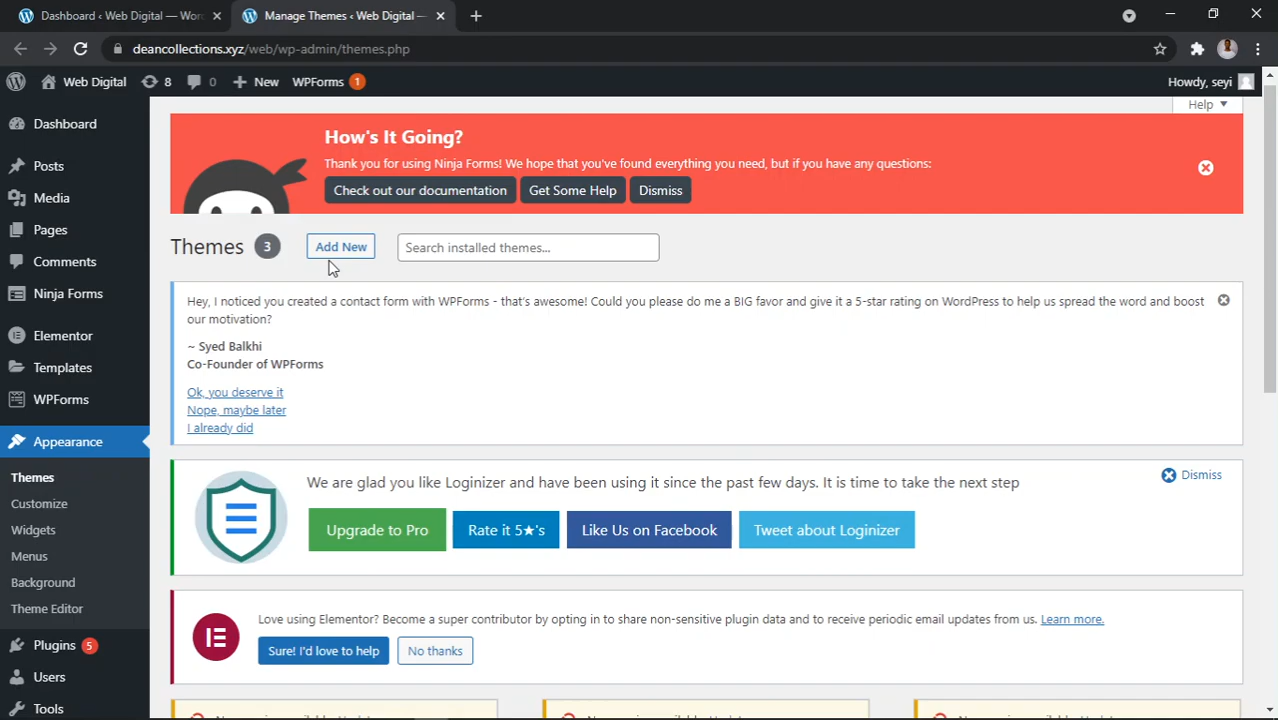 Dashboard ‹ Web Digital — Wor
Manage Themes ‹ Web Digital —
deancollections.xyz/web/wp-admin/themes.php
Web Digital
8
0
New
WPForms 1
Howdy, seyi
Help
Dashboard
Posts
Media
Pages
Comments
Ninja Forms
Elementor
Templates
WPForms
Appearance
Themes
Customize
Widgets
Menus
Background
Theme Editor
Plugins 5
Users
Tools
How's It Going?
Thank you for using Ninja Forms! We hope that you've found everything you need, but if you have any questions:
Check out our documentation
Get Some Help
Dismiss
Themes 3
Add New
Search installed themes...
Hey, I noticed you created a contact form with WPForms - that's awesome! Could you please do me a BIG favor and give it a 5-star rating on WordPress to help us spread the word and boost
our motivation?
~ Syed Balkhi
Co-Founder of WPForms
Ok, you deserve it
Nope, maybe later
I already did
We are glad you like Loginizer and have been using it since the past few days. It is time to take the next step
Dismiss
Upgrade to Pro
Rate it 5★'s
Like Us on Facebook
Tweet about Loginizer
Love using Elementor? Become a super contributor by opting in to share non-sensitive plugin data and to receive periodic email updates from us. Learn more.
Sure! I'd love to help
No thanks